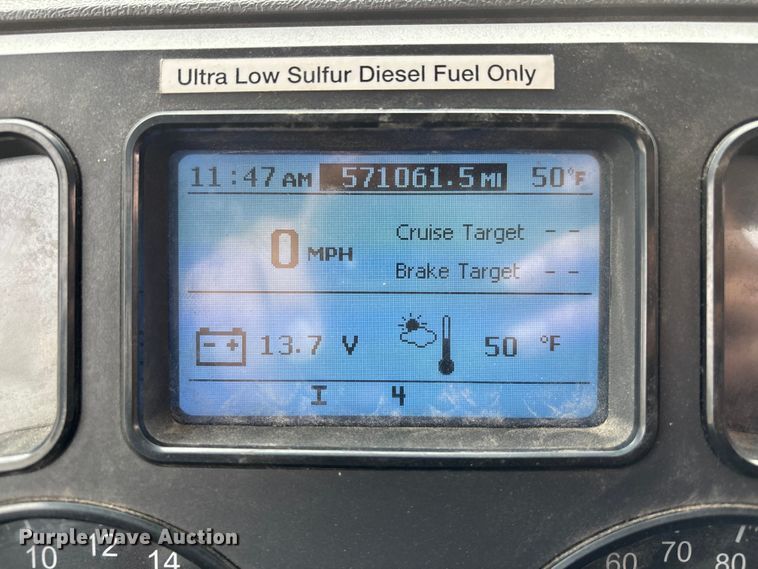 Ultra Low Sulfur Diesel Fuel Only
11:47 AM 571061.5 MI 50°F
0 MPH
Cruise Target - -
Brake Target - -
- + 13.7 V 50 °F
I 4
10 12 14
60 70 80
Purple Wave Auction